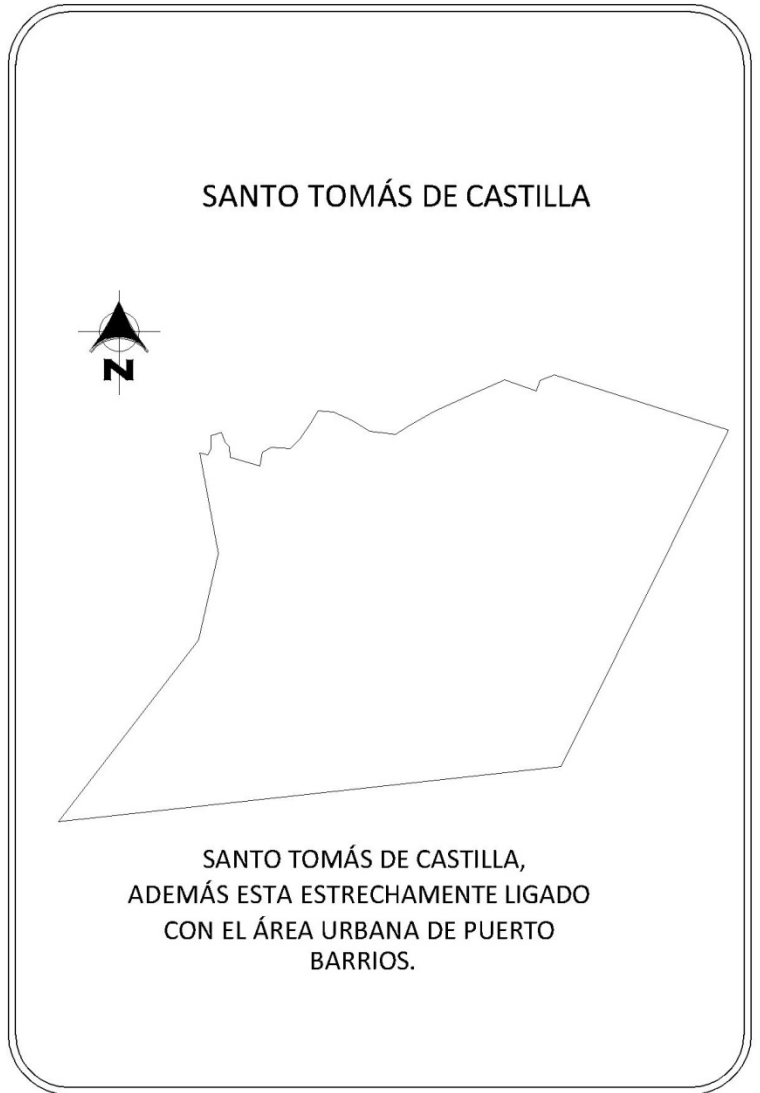 SANTO TOMÁS DE CASTILLA
N
SANTO TOMÁS DE CASTILLA,
ADEMÁS ESTA ESTRECHAMENTE LIGADO
CON EL ÁREA URBANA DE PUERTO
BARRIOS.